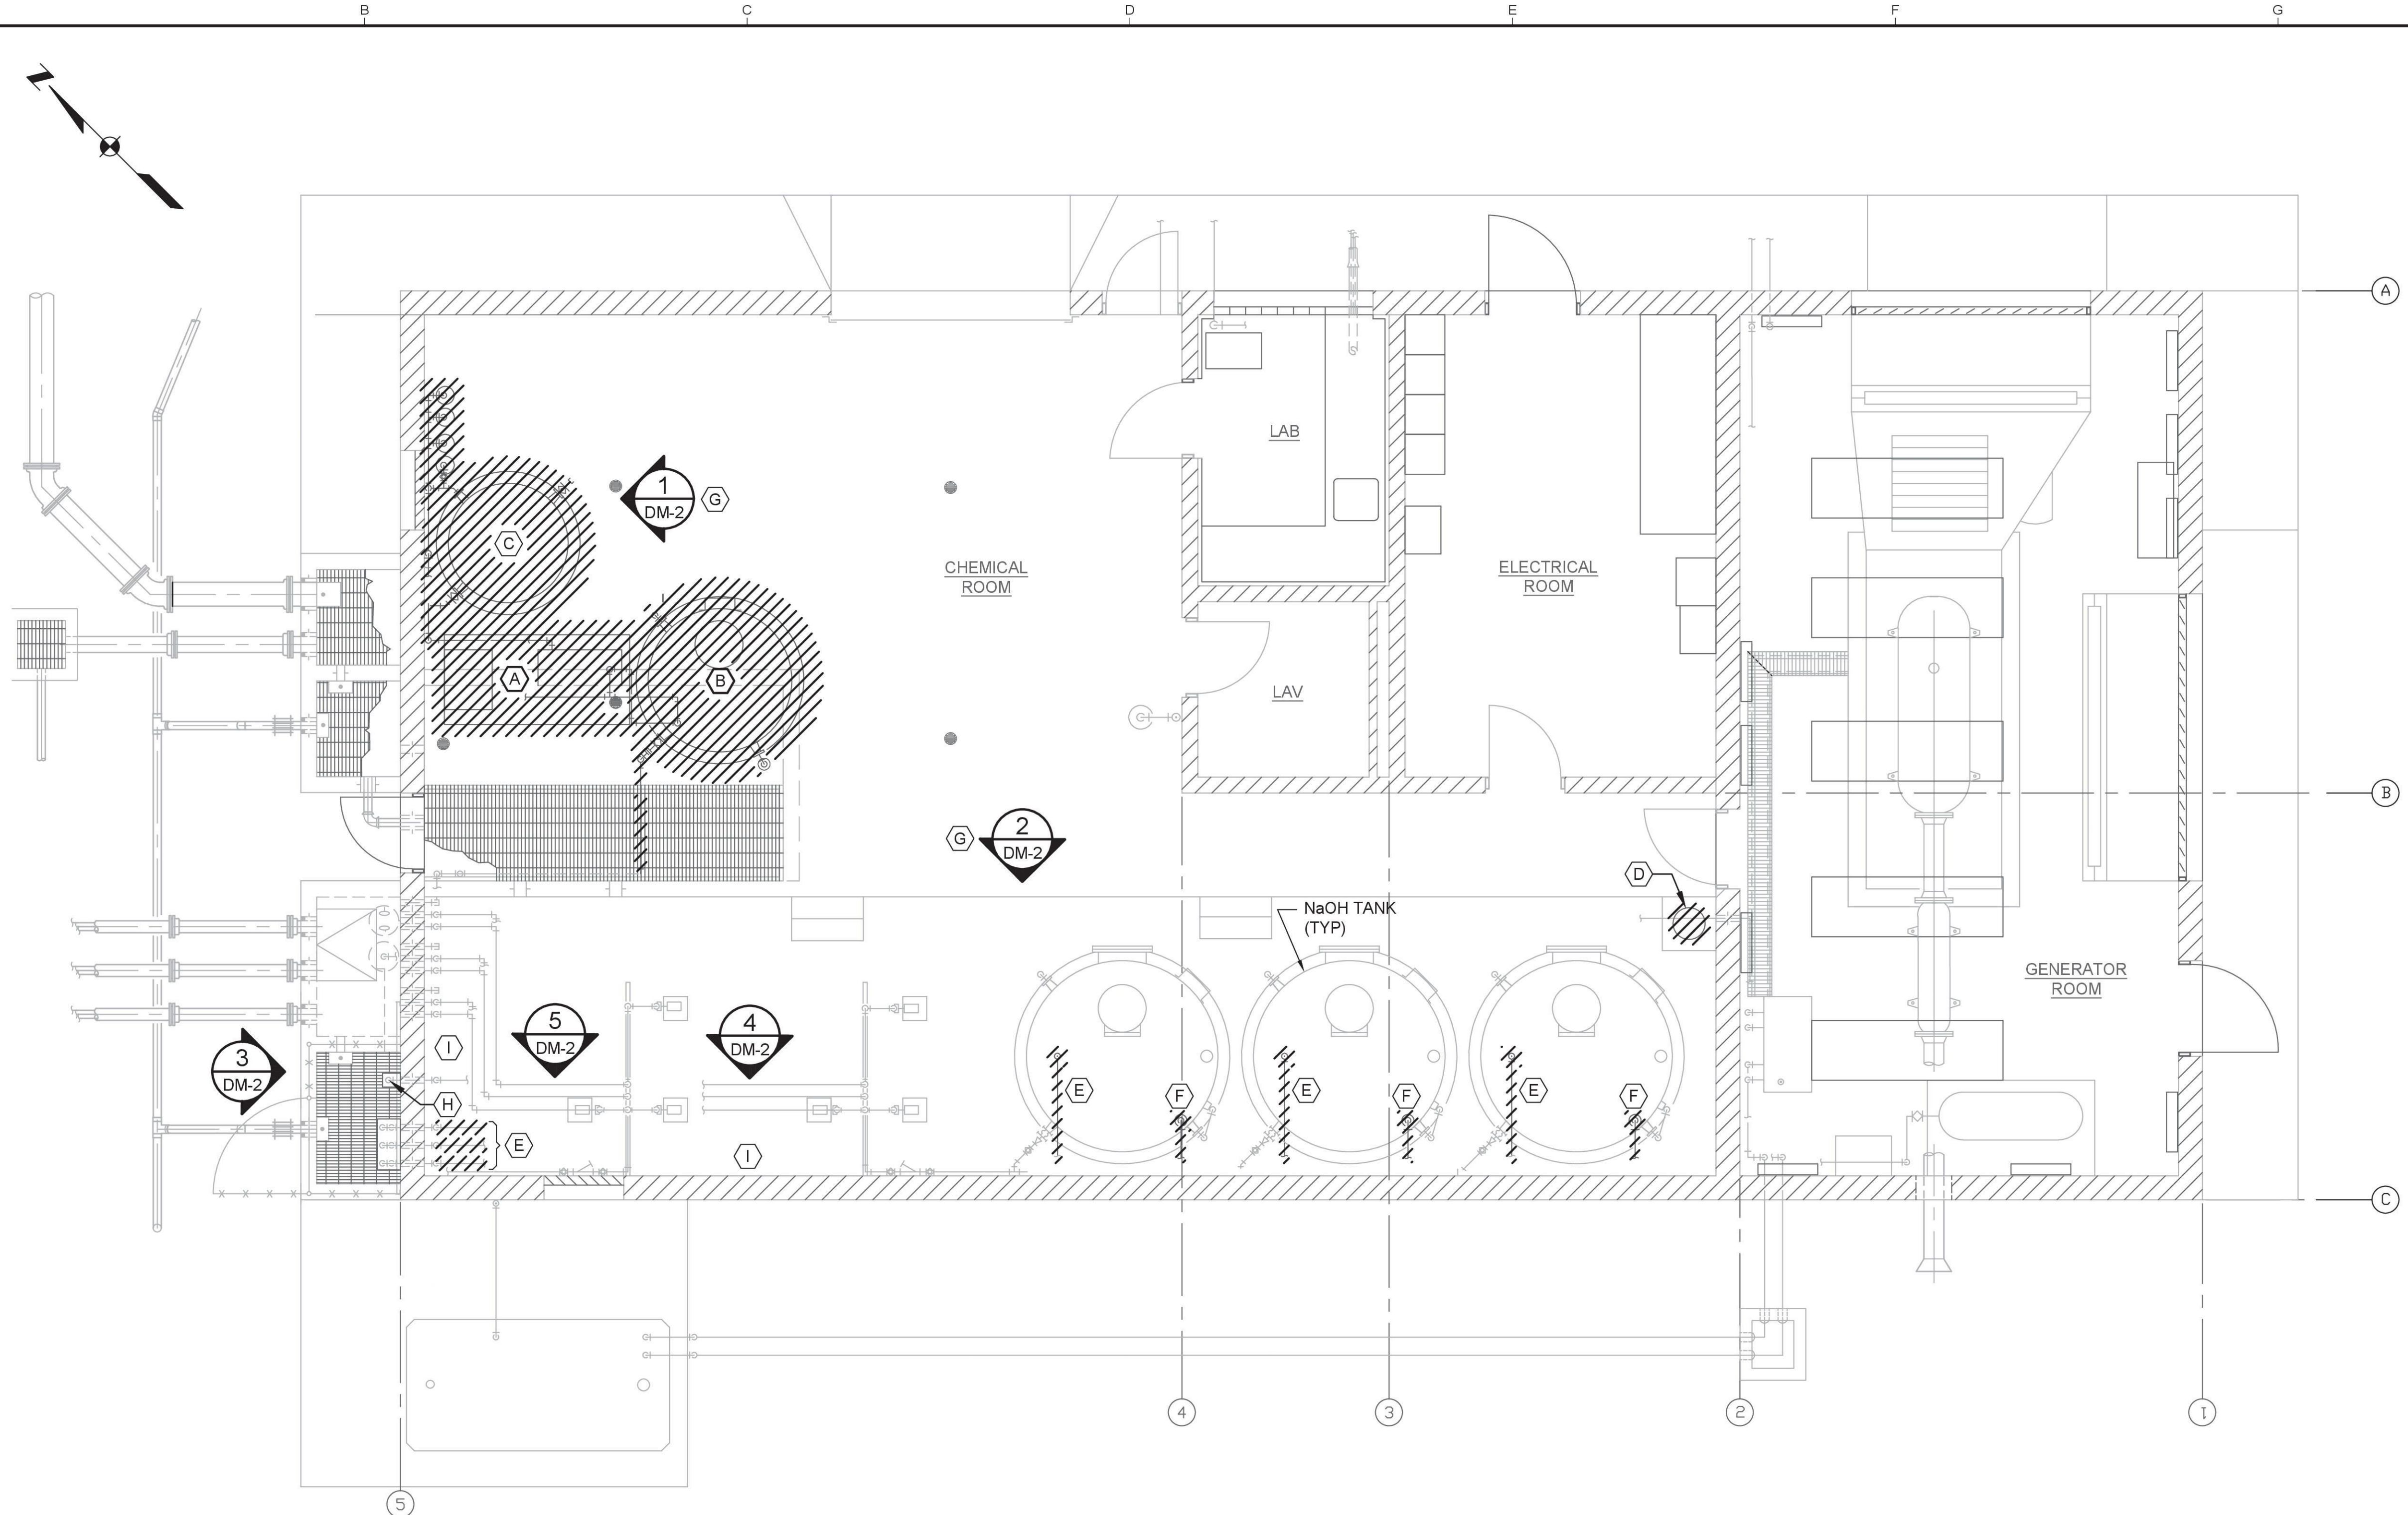 B C D E F G
N
A
1
DM-2
G
LAB
C
CHEMICAL
ROOM
ELECTRICAL
ROOM
A
B
LAV
B
2
DM-2
G
D
NaOH TANK
(TYP)
GENERATOR
ROOM
5
DM-2
4
DM-2
I
3
DM-2
H
E
F
E
F
E
F
E
I
C
4
3
2
1
5